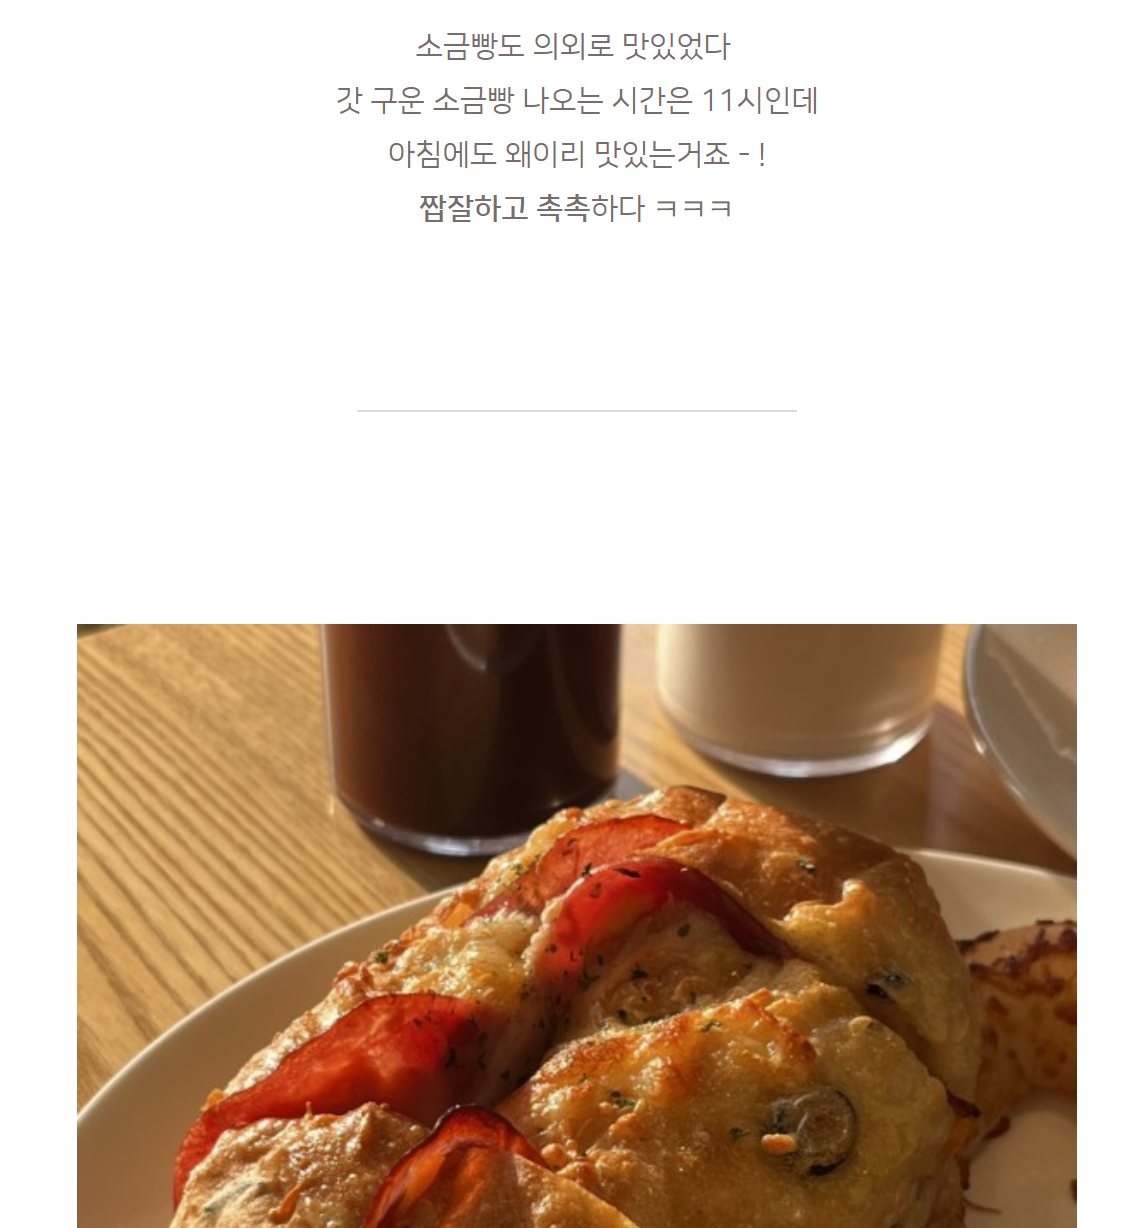 소금빵도 의외로 맛있었다
갓 구운 소금빵 나오는 시간은 11시인데
아침에도 왜이리 맛있는거죠 - !
짭잘하고 촉촉하다 ㅋㅋㅋ